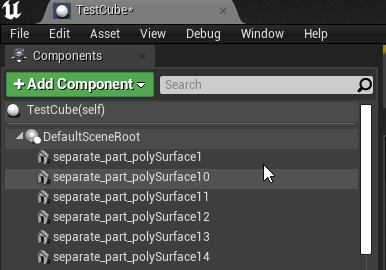 TestCube*
File Edit Asset View Debug Window Help
Components
+ Add Component Search
TestCube(self)
DefaultSceneRoot
separate_part_polySurface1
separate_part_polySurface10
separate_part_polySurface11
separate_part_polySurface12
separate_part_polySurface13
separate_part_polySurface14